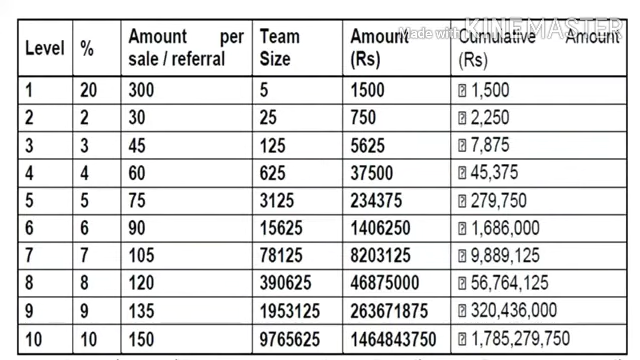 Made with KINEMASTER
Level % Amount per sale / referral Team Size Amount (Rs) Cumulative Amount (Rs)
1 20 300 5 1500 1,500
2 2 30 25 750 2,250
3 3 45 125 5625 7,875
4 4 60 625 37500 45,375
5 5 75 3125 234375 279,750
6 6 90 15625 1406250 1,686,000
7 7 105 78125 8203125 9,889,125
8 8 120 390625 46875000 56,764,125
9 9 135 1953125 263671875 320,436,000
10 10 150 9765625 1464843750 1,785,279,750